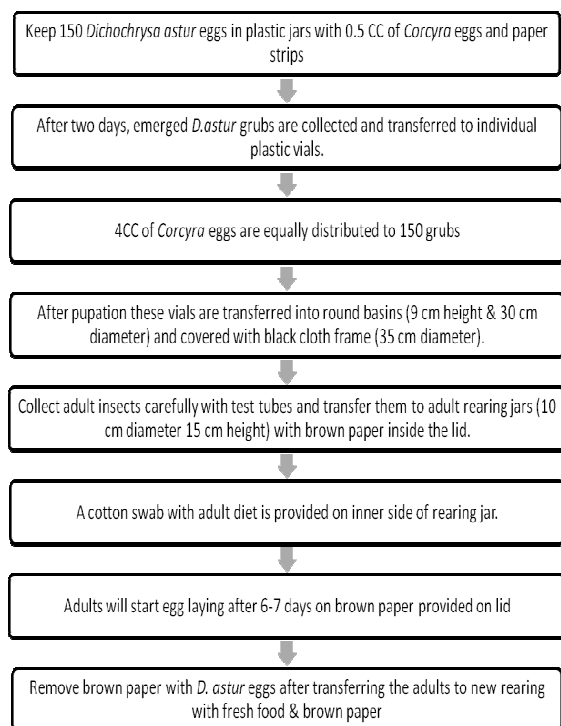 Keep 150 Dichochrysa astur eggs in plastic jars with 0.5 CC of Corcyra eggs and paper
strips
After two days, emerged D.astur grubs are collected and transferred to individual
plastic vials.
4CC of Corcyra eggs are equally distributed to 150 grubs
After pupation these vials are transferred into round basins (9 cm height & 30 cm
diameter) and covered with black cloth frame (35 cm diameter).
Collect adult insects carefully with test tubes and transfer them to adult rearing jars (10
cm diameter 15 cm height) with brown paper inside the lid.
A cotton swab with adult diet is provided on inner side of rearing jar.
Adults will start egg laying after 6-7 days on brown paper provided on lid
Remove brown paper with D. astur eggs after transferring the adults to new rearing
with fresh food & brown paper